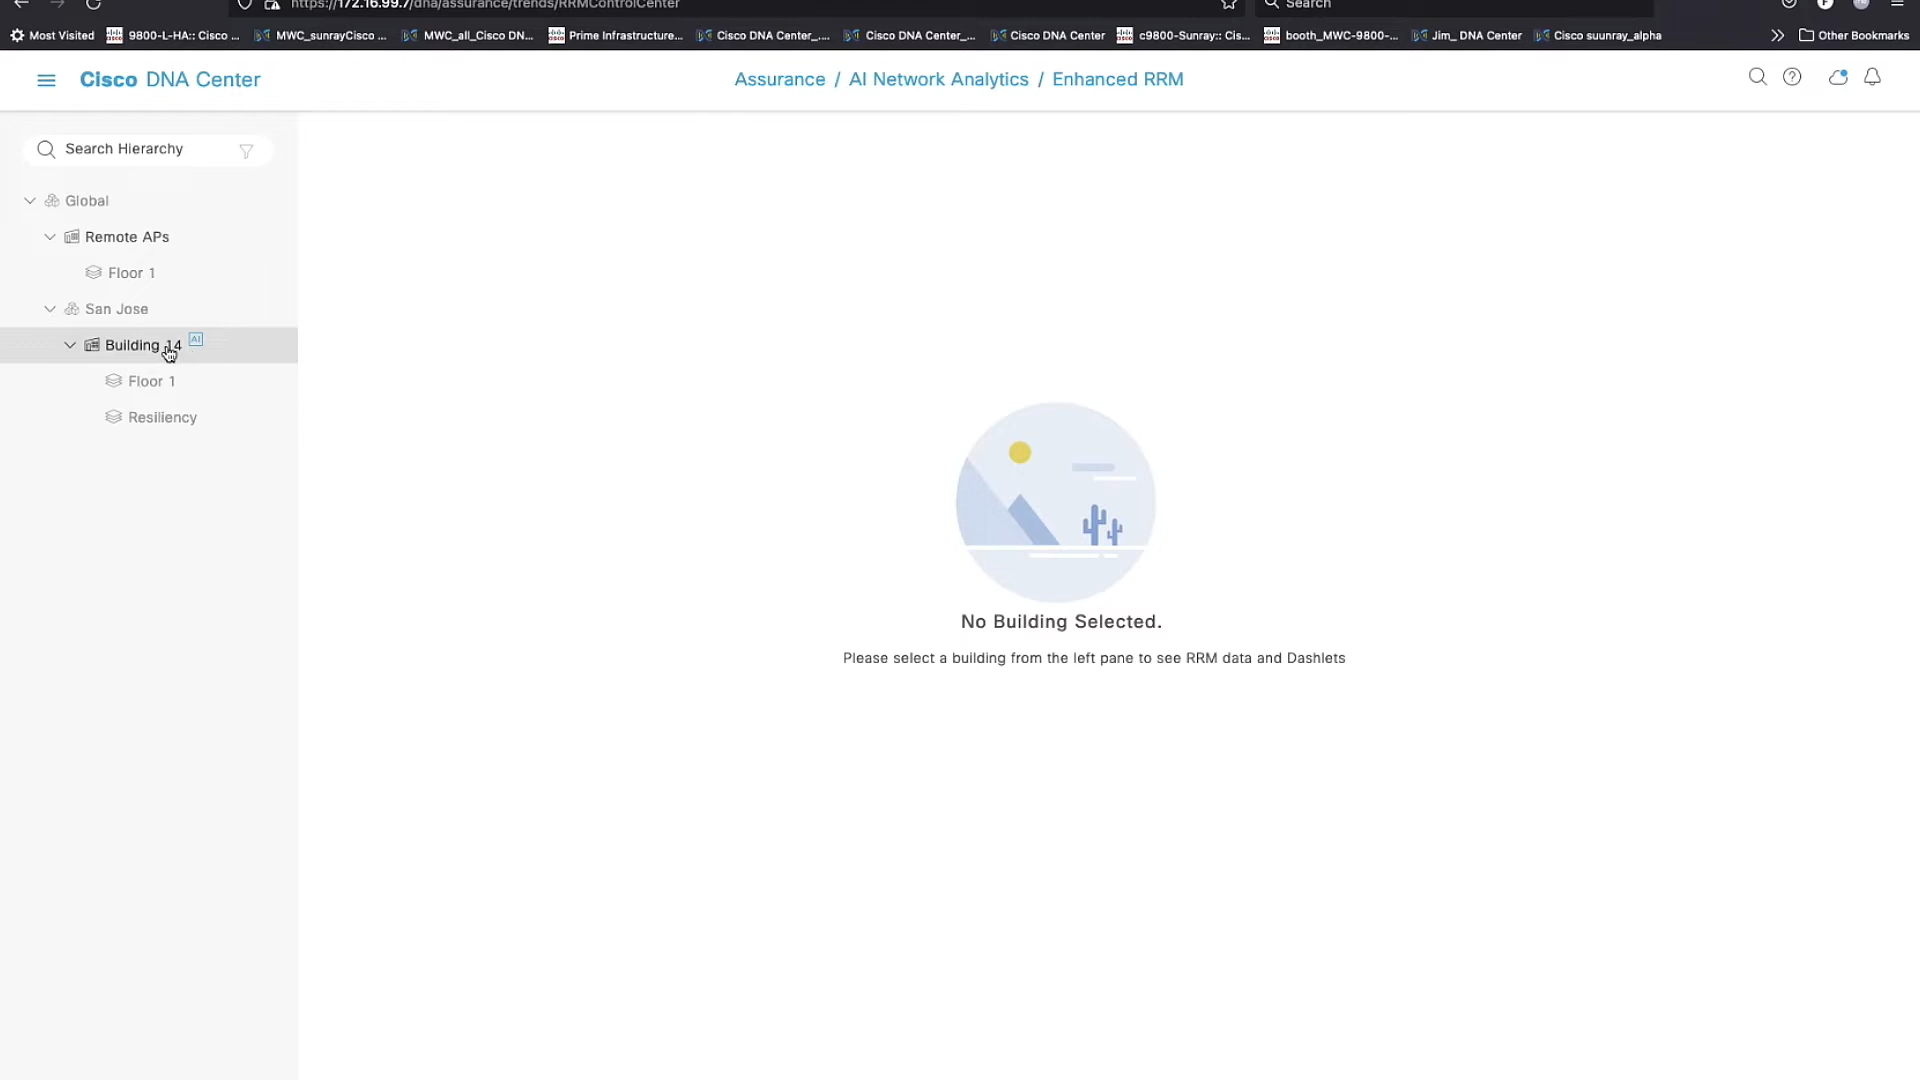 https://172.16.99.7/dna/assurance/trends/RRMControlCenter
Search
Most Visited
9800-L-HA:: Cisco ...
MWC_sunrayCisco ...
MWC_all_Cisco DN...
Prime Infrastructure...
Cisco DNA Center_....
Cisco DNA Center_...
Cisco DNA Center
c9800-Sunray:: Cis...
booth_MWC-9800-...
Jim_ DNA Center
Cisco suunray_alpha
Other Bookmarks
Cisco DNA Center
Assurance / AI Network Analytics / Enhanced RRM
Search Hierarchy
Global
Remote APs
Floor 1
San Jose
Building 14 AI
Floor 1
Resiliency
No Building Selected.
Please select a building from the left pane to see RRM data and Dashlets